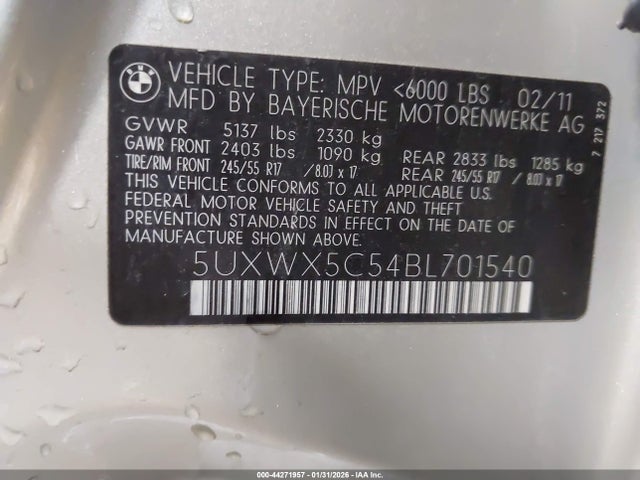 BMW
VEHICLE TYPE: MPV <6000 LBS 02/11
MFD BY BAYERISCHE MOTORENWERKE AG
GVWR 5137 lbs 2330 kg
GAWR FRONT 2403 lbs 1090 kg REAR 2833 lbs 1285 kg
TIRE/RIM FRONT 245/55 R17 /8.0J x 17 REAR 245/55 R17 / 8.0J x 17
THIS VEHICLE CONFORMS TO ALL APPLICABLE U.S.
FEDERAL MOTOR VEHICLE SAFETY AND THEFT
PREVENTION STANDARDS IN EFFECT ON THE DATE OF
MANUFACTURE SHOWN ABOVE.
5UXWX5C54BL701540
7 217 372
000-44271957 | 01/31/2026 - COPART, INC.